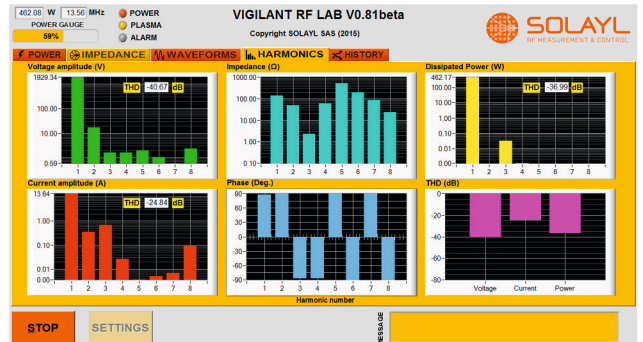 462.08 W 13.56 MHz
POWER GAUGE
59%
POWER
PLASMA
ALARM
VIGILANT RF LAB V0.81beta
Copyright SOLAYL SAS (2015)
SOLAYL
RF MEASUREMENT & CONTROL
POWER IMPEDANCE WAVEFORMS HARMONICS HISTORY
Voltage amplitude (V)
1929.34
100.00
10.00
0.59
THD -40.67 dB
1 2 3 4 5 6 7 8
Impedance (Ω)
1000.00
100.00
10.00
1.00
0.10
1 2 3 4 5 6 7 8
Dissipated Power (W)
462.17
100.00
10.00
1.00
0.10
0.01
0.00
THD -36.99 dB
1 2 3 4 5 6 7 8
Current amplitude (A)
13.64
1.00
0.10
0.01
0.00
THD -24.84 dB
1 2 3 4 5 6 7 8
Phase (Deg.)
90
60
30
0
-30
-60
-90
1 2 3 4 5 6 7 8
Harmonic number
THD (dB)
0
-20
-40
-60
-80
Voltage Current Power
STOP
SETTINGS
MESSAGE